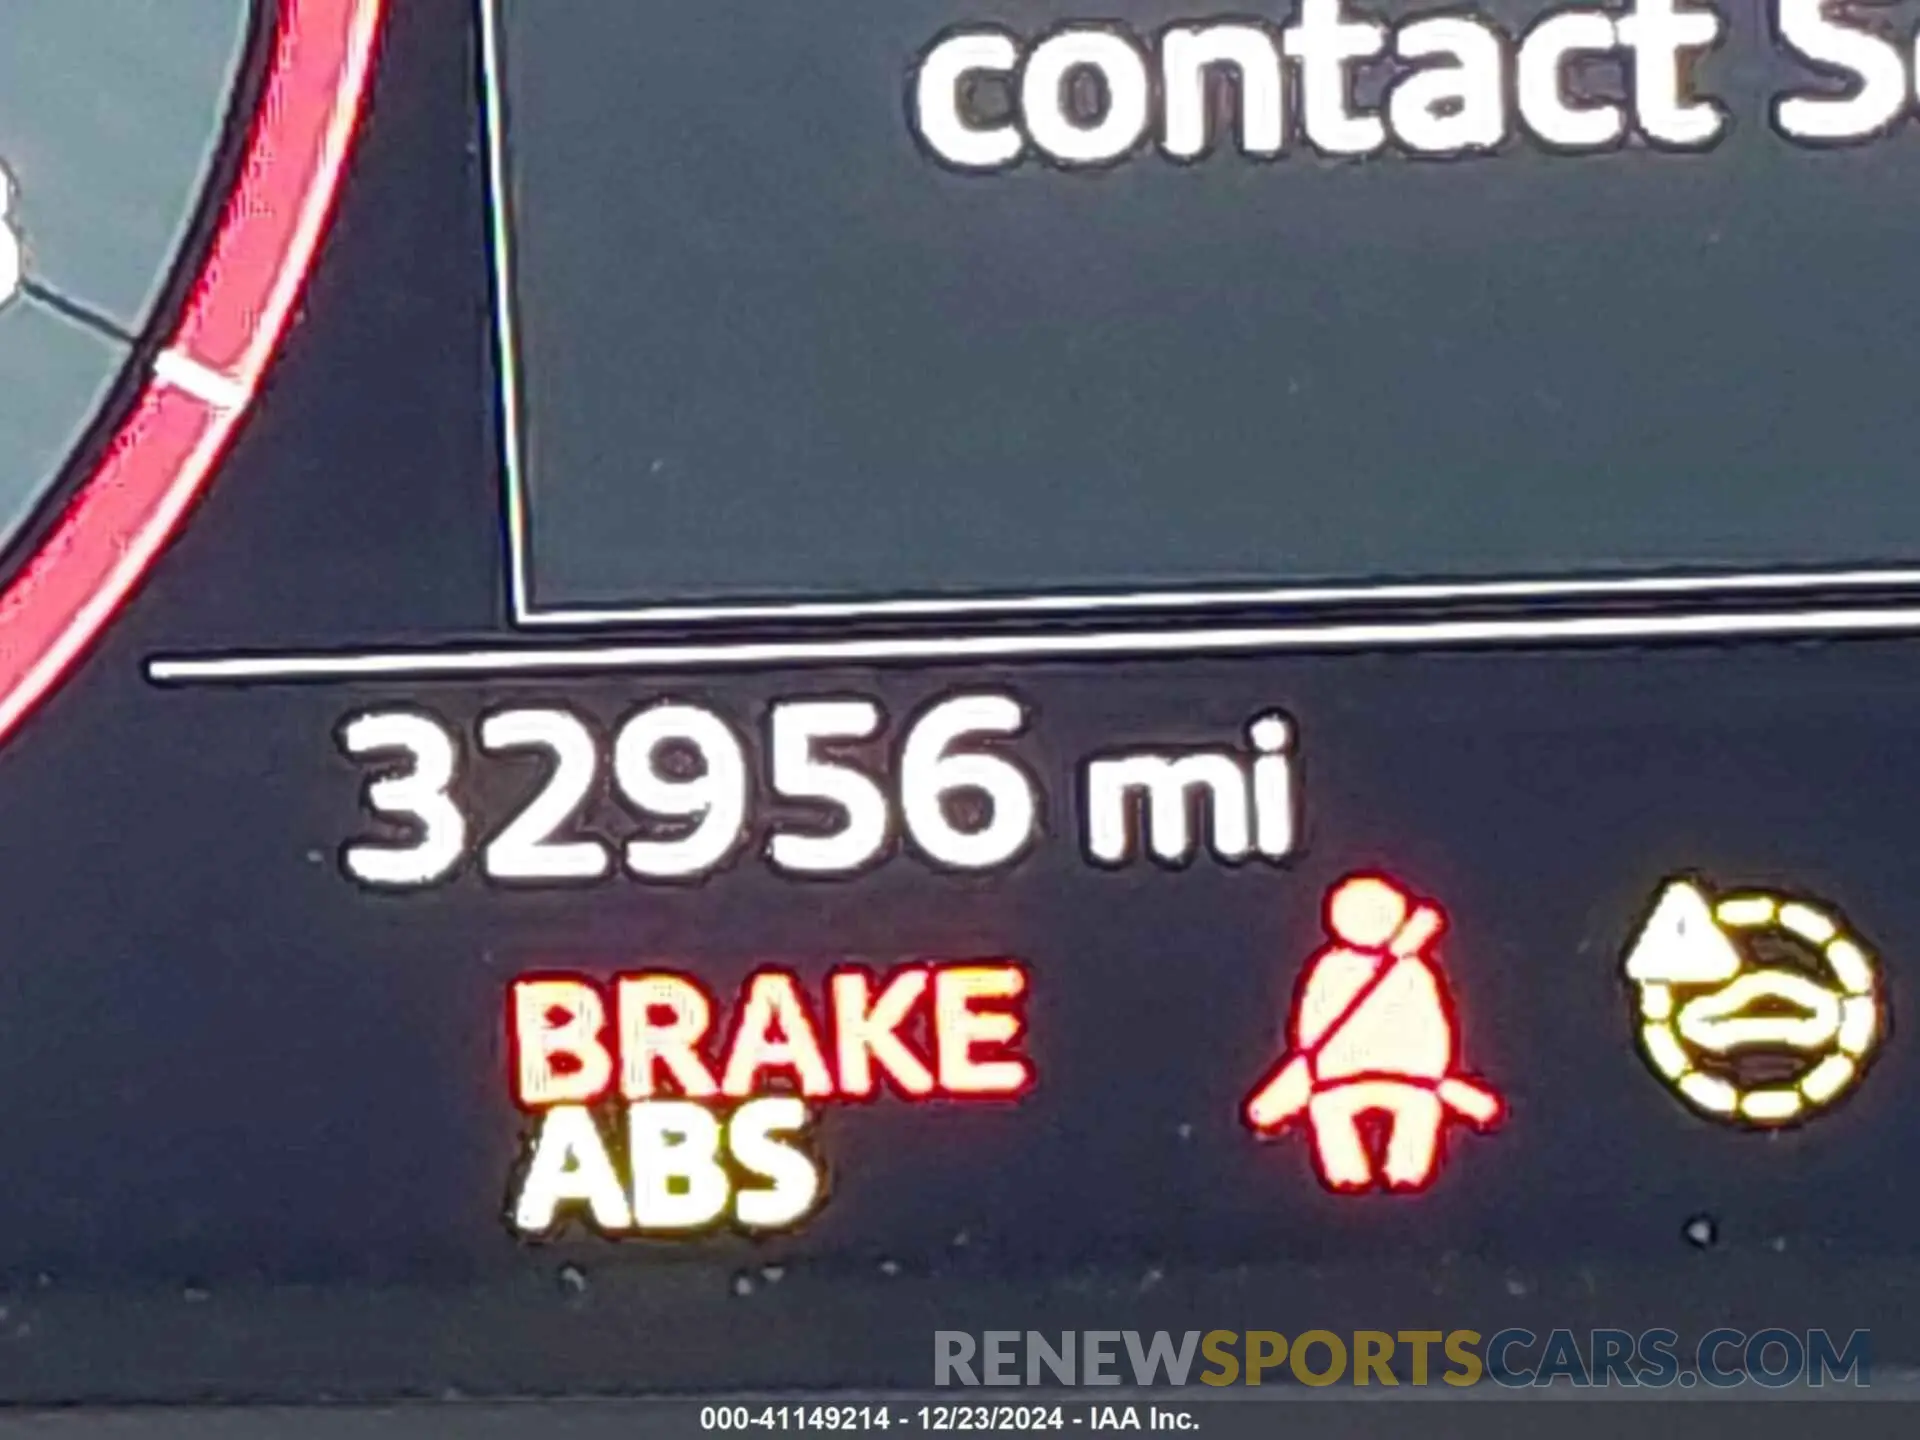 contact
32956 mi
BRAKE
ABS
RENEWSPORTSCARS.COM
000-41149214 - 12/23/2024 - IAA Inc.